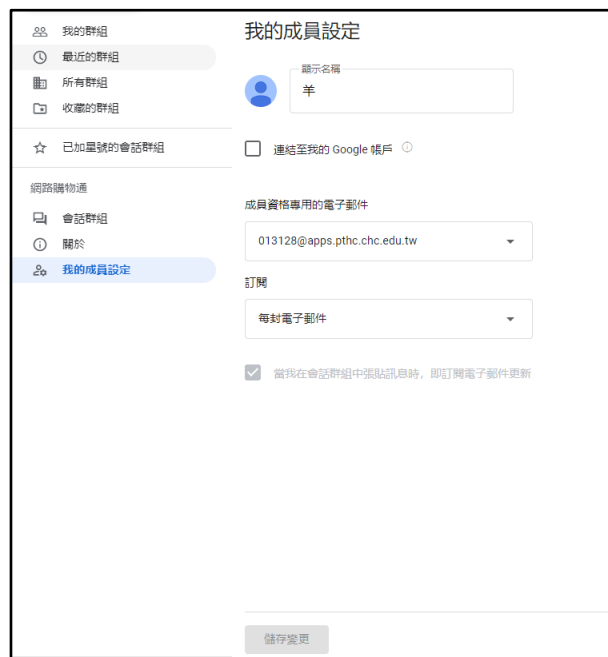 我的群組
最近的群組
所有群組
收藏的群組
已加星號的會話群組
網路購物通
會話群組
關於
我的成員設定
我的成員設定
顯示名稱
羊
連結至我的 Google 帳戶
成員資格專用的電子郵件
013128@apps.pthc.chc.edu.tw
訂閱
每封電子郵件
當我在會話群組中張貼訊息時，即訂閱電子郵件更新
儲存變更